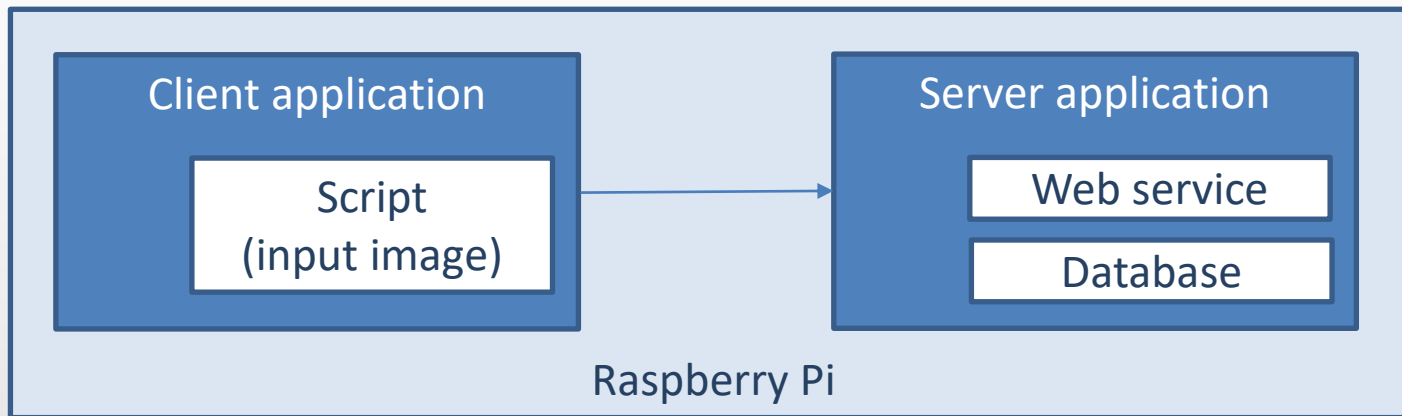 Client application
Script
(input image)
Server application
Web service
Database
Raspberry Pi